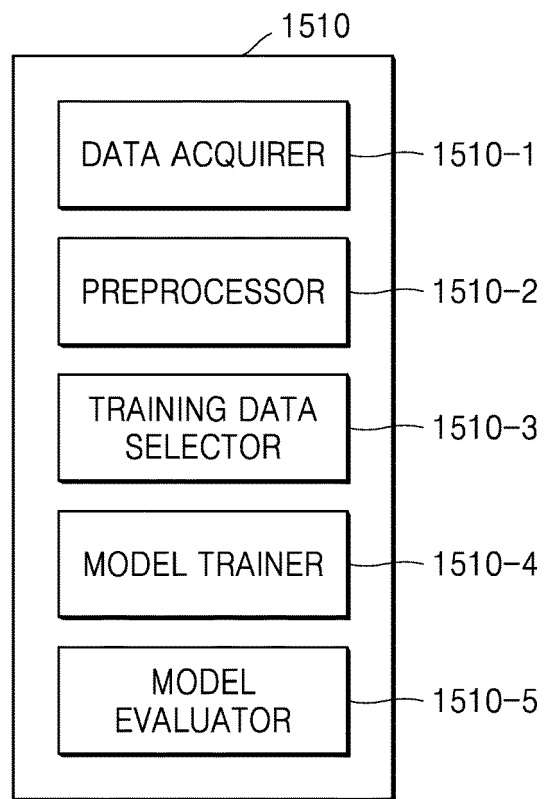 1510
DATA ACQUIRER
1510-1
PREPROCESSOR
1510-2
TRAINING DATA
SELECTOR
1510-3
MODEL TRAINER
1510-4
MODEL
EVALUATOR
1510-5